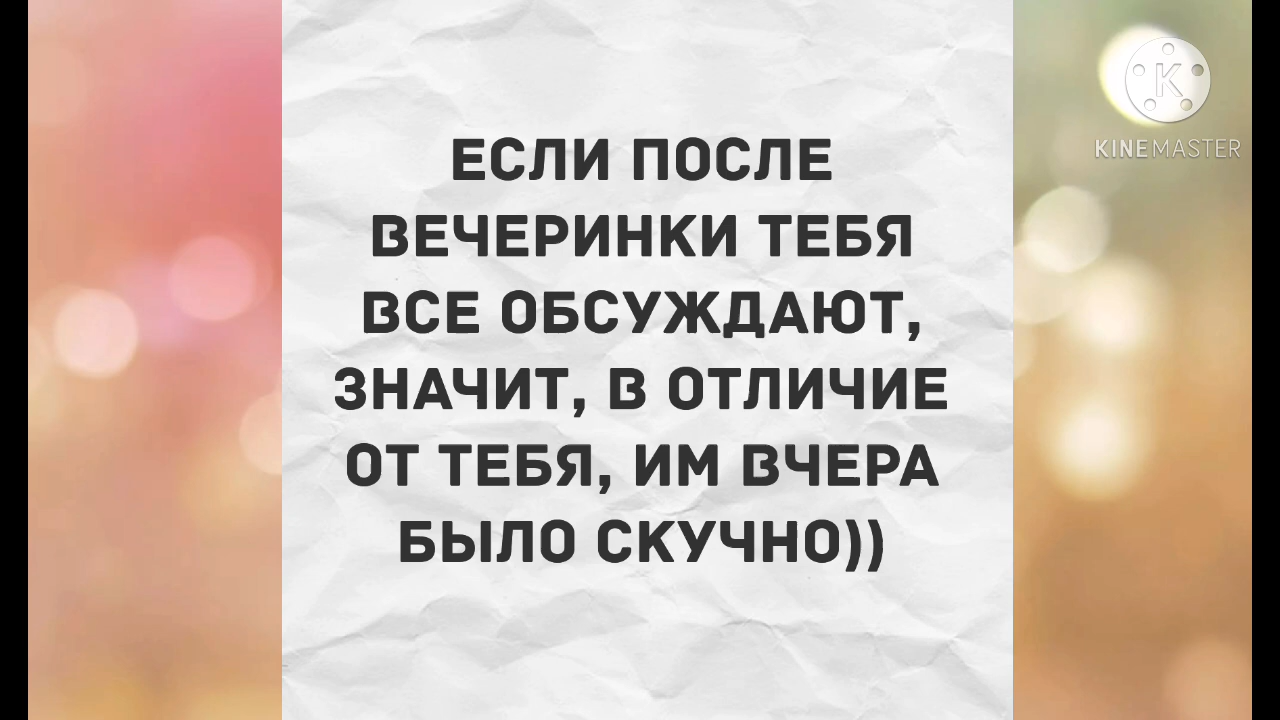 ЕСЛИ ПОСЛЕ
ВЕЧЕРИНКИ ТЕБЯ
ВСЕ ОБСУЖДАЮТ,
ЗНАЧИТ, В ОТЛИЧИЕ
ОТ ТЕБЯ, ИМ ВЧЕРА
БЫЛО СКУЧНО))
K
KINEMASTER